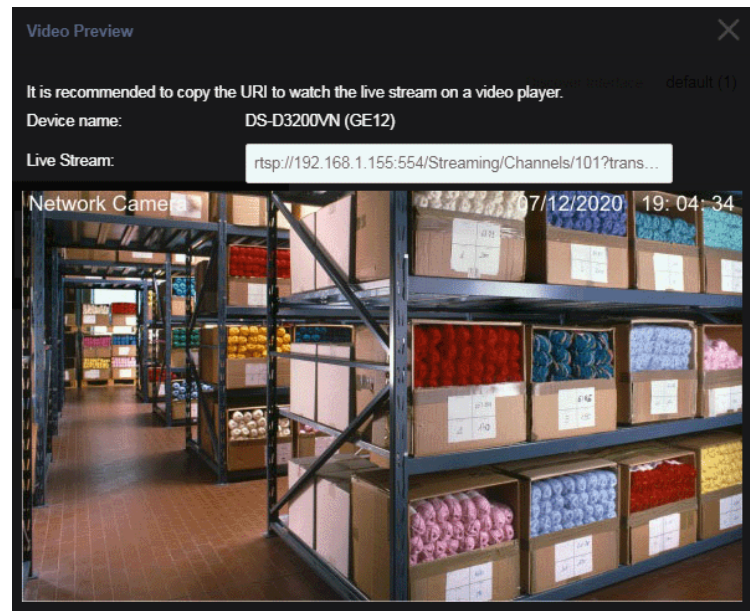 Video Preview
default (1)
It is recommended to copy the URI to watch the live stream on a video player.
Device name: DS-D3200VN (GE12)
Live Stream: rtsp://192.168.1.155:554/Streaming/Channels/101?trans...
Network Camera 07/12/2020 19: 04: 34